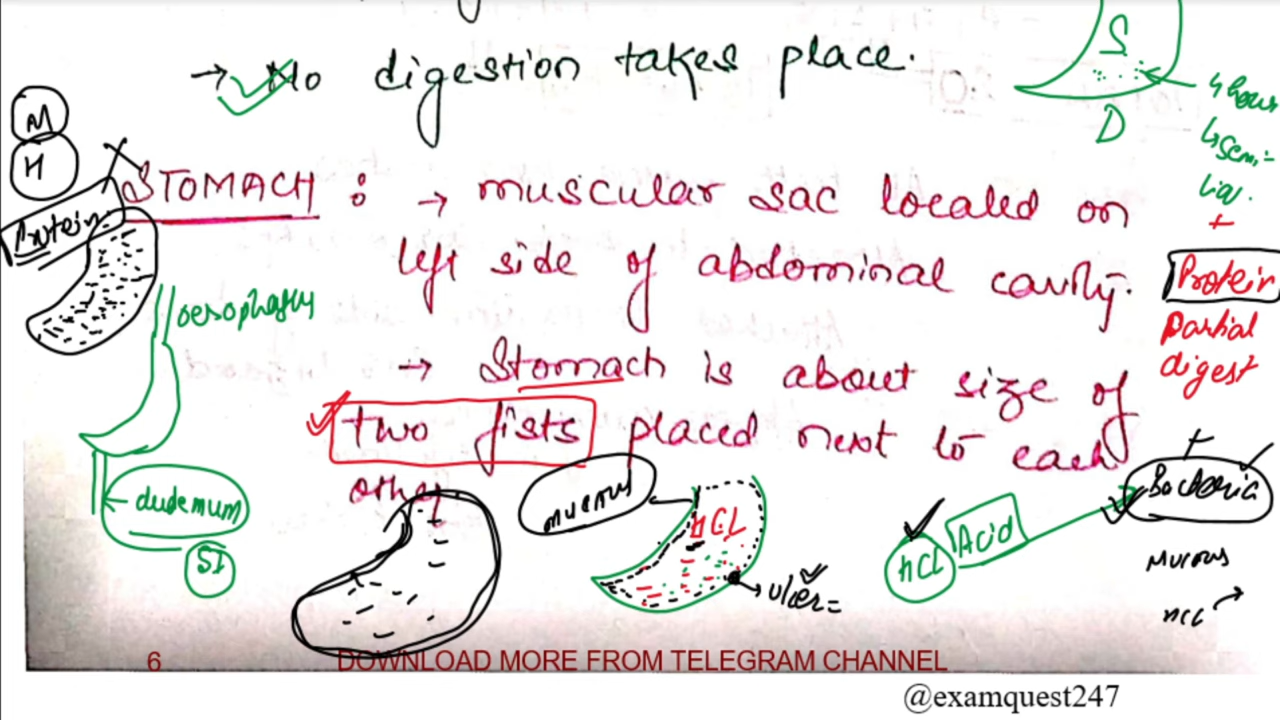 → No digestion takes place.
S
D
4 hour
↳ Semi-
liq.
+
Protein
Partial
digest
M
H
Protein
STOMACH : → muscular sac located on
left side of abdominal cavity.
oesophagus
→ Stomach is about size of
two fists placed next to each
other.
dudenum
SI
mucous
HCL
ulcer
HCL
Acid
Bacteria
Mucous
HCL
6
DOWNLOAD MORE FROM TELEGRAM CHANNEL
@examquest247